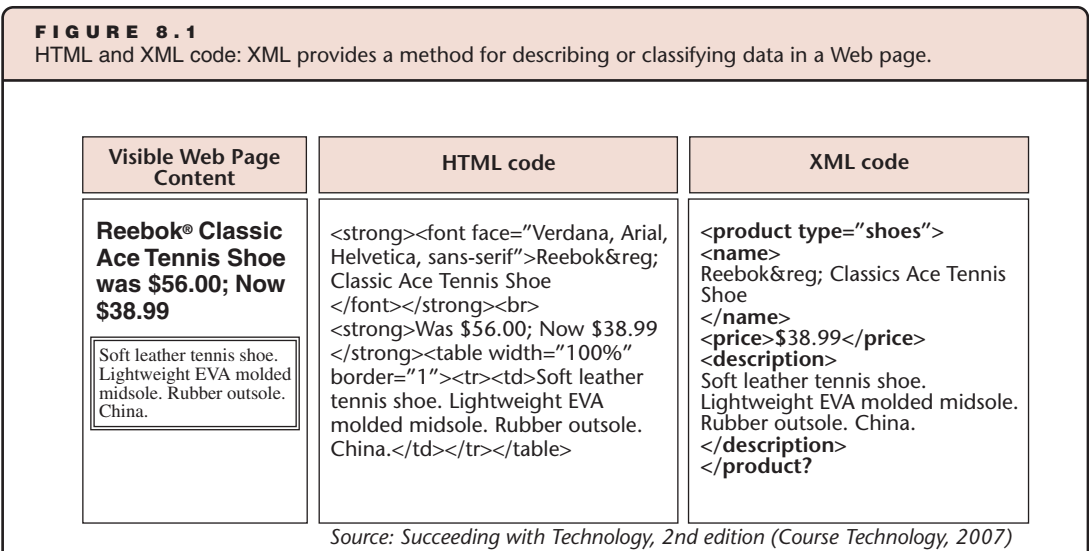 FIGURE 8.1
HTML and XML code: XML provides a method for describing or classifying data in a Web page.
Visible Web Page
Content
Reebok® Classic
Ace Tennis Shoe
was $56.00; Now
$38.99
Soft leather tennis shoe.
Lightweight EVA molded
midsole. Rubber outsole.
China.
HTML code
<strong><font face="Verdana, Arial,
Helvetica, sans-serif">Reebok&reg;
Classic Ace Tennis Shoe
</font></strong><br>
<strong>Was $56.00; Now $38.99
</strong><table width="100%"
border="1"><tr><td>Soft leather
tennis shoe. Lightweight EVA
molded midsole. Rubber outsole.
China.</td></tr></table>
XML code
<product type="shoes">
<name>
Reebok&reg; Classics Ace Tennis
Shoe
</name>
<price>$38.99</price>
<description>
Soft leather tennis shoe.
Lightweight EVA molded midsole.
Rubber outsole. China.
</description>
</product?
Source: Succeeding with Technology, 2nd edition (Course Technology, 2007)